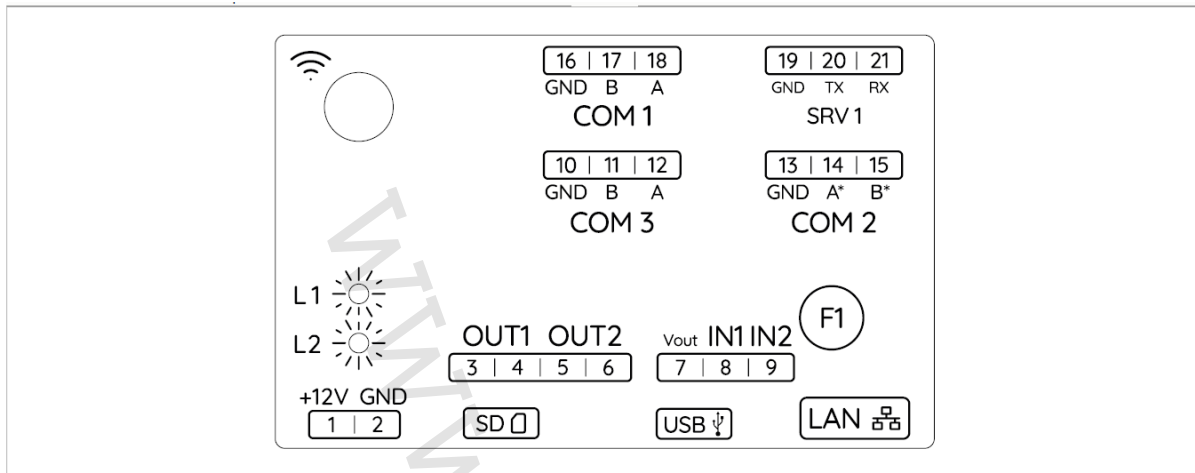 16 | 17 | 18
GND B A
COM 1
19 | 20 | 21
GND TX RX
SRV 1
10 | 11 | 12
GND B A
COM 3
13 | 14 | 15
GND A* B*
COM 2
L1
L2
F1
OUT1 OUT2
3 | 4 | 5 | 6
Vout IN1 IN2
7 | 8 | 9
+12V GND
1 | 2
SD
USB
LAN
www